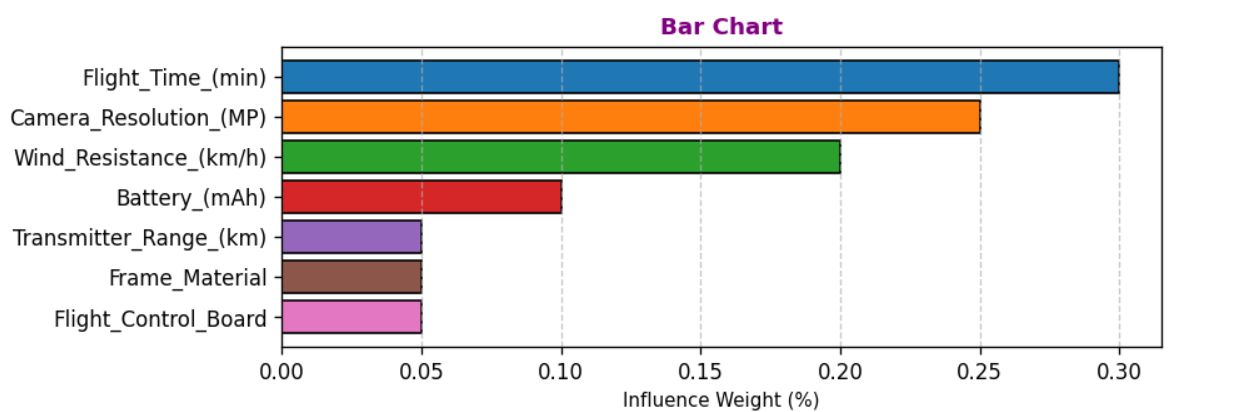 Bar Chart
Flight_Time_(min)
Camera_Resolution_(MP)
Wind_Resistance_(km/h)
Battery_(mAh)
Transmitter_Range_(km)
Frame_Material
Flight_Control_Board
0.00 0.05 0.10 0.15 0.20 0.25 0.30
Influence Weight (%)